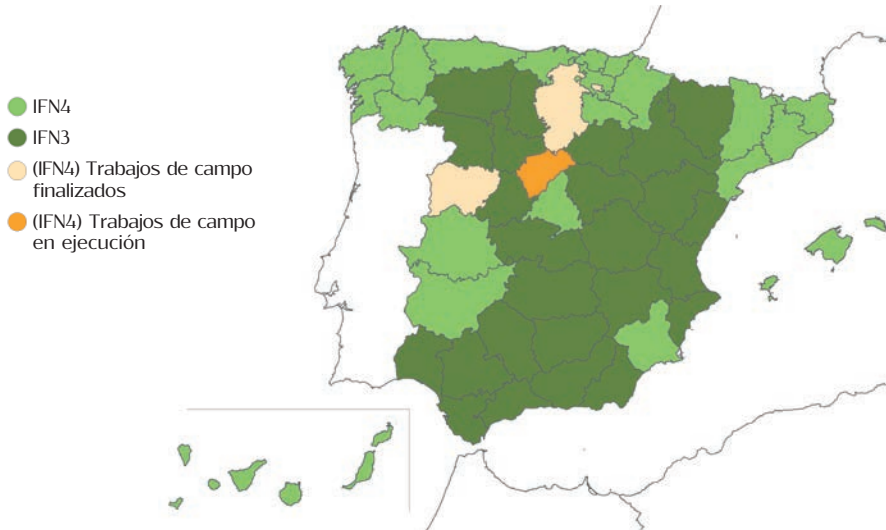 IFN4
IFN3
(IFN4) Trabajos de campo
finalizados
(IFN4) Trabajos de campo
en ejecución